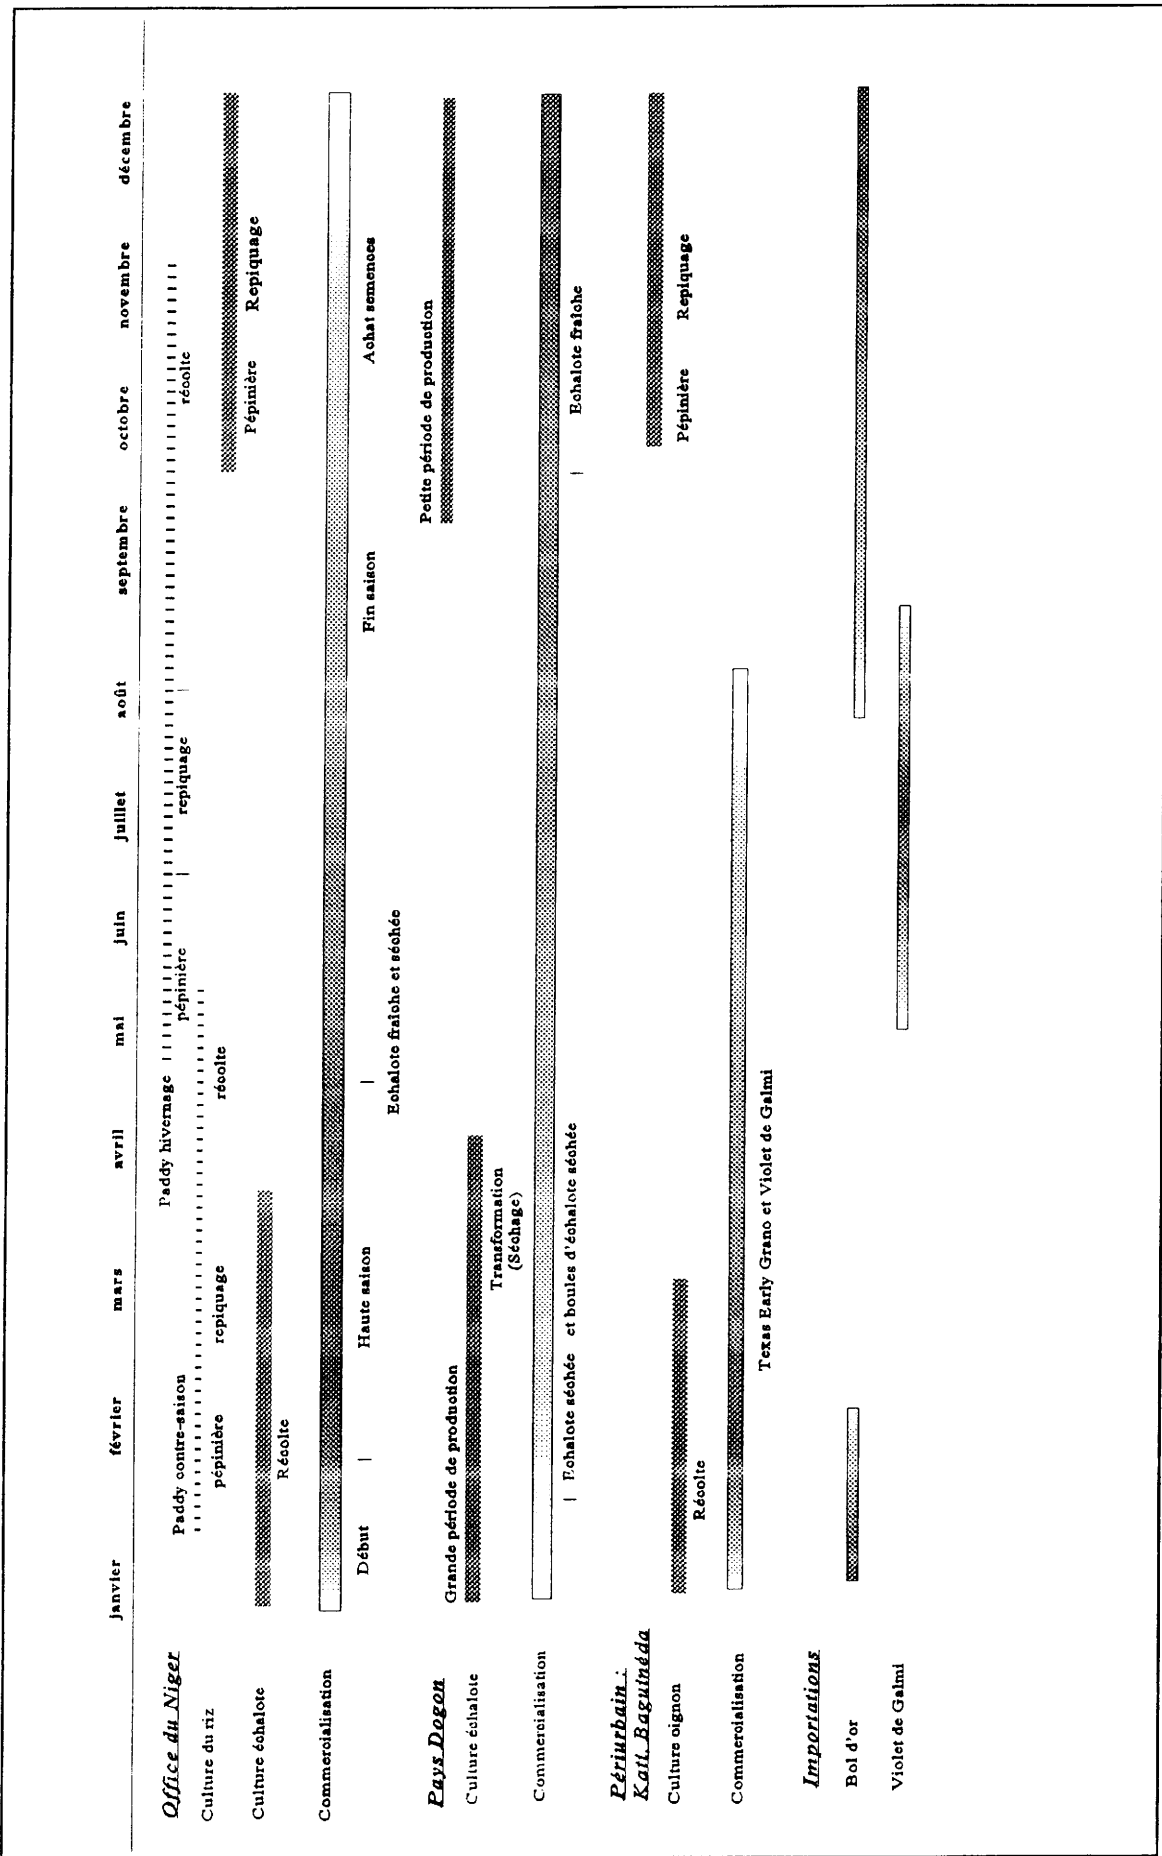 janvier février mars avril mai juin juillet août septembre octobre novembre décembre
Office du Niger
Paddy contre-saison Paddy hivernage
Culture du riz
pépinière repiquage récolte
pépinière repiquage récolte
Culture échalote
Récolte
Pépinière Repiquage
Commercialisation
Début Haute saison Fin saison Achat semences
Echalote fraîche et séchée
Pays Dogon
Grande période de production
Petite période de production
Culture échalote
Transformation
(Séchage)
Commercialisation
Echalote séchée et boules d'échalote séchée
Echalote fraîche
Périurbain :
Kati, Baguinéda
Culture oignon
Récolte
Pépinière Repiquage
Commercialisation
Texas Early Grano et Violet de Galmi
Importations
Bol d'or
Violet de Galmi